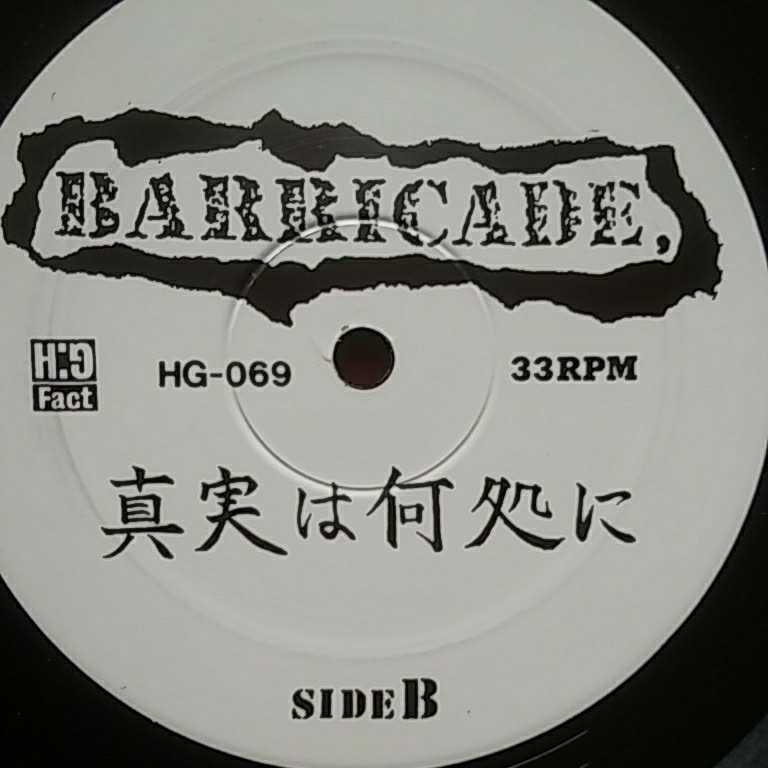 BARRICADE,
H:G
Fact
HG-069
33RPM
真実は何処に
SIDE B